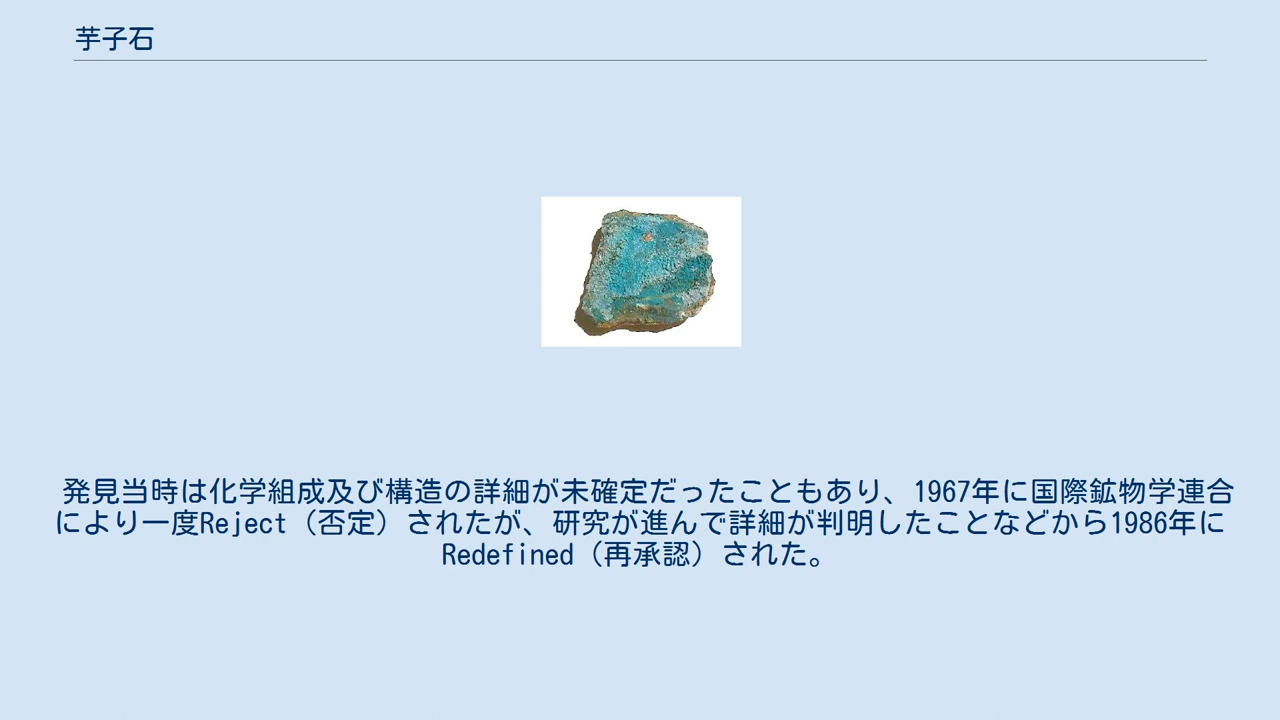 芋子石
発見当時は化学組成及び構造の詳細が未確定だったこともあり、1967年に国際鉱物学連合
により一度Reject（否定）されたが、研究が進んで詳細が判明したことなどから1986年に
Redefined（再承認）された。